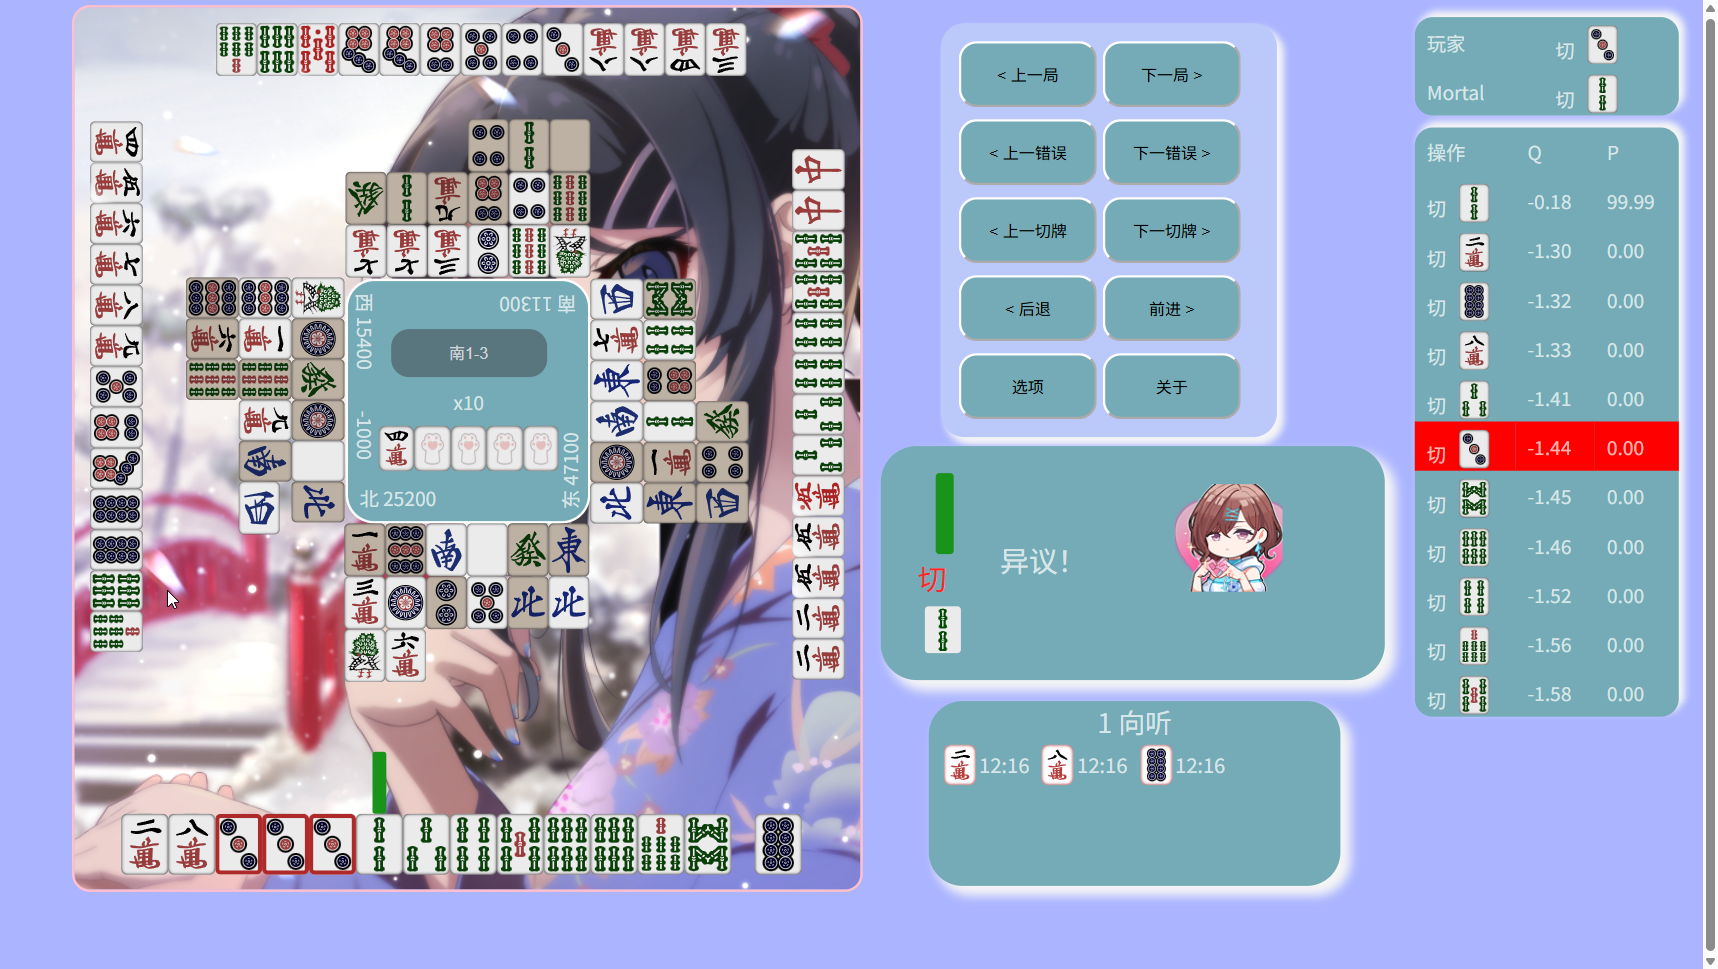 南 11300
西 15400
南1-3
x10
-1000
东 47100
北 25200
< 上一局
下一局 >
< 上一错误
下一错误 >
< 上一切牌
下一切牌 >
< 后退
前进 >
选项
关于
切
异议！
1 向听
12:16 12:16 12:16
玩家 切
Mortal 切
操作 Q P
切 -0.18 99.99
切 -1.30 0.00
切 -1.32 0.00
切 -1.33 0.00
切 -1.41 0.00
切 -1.44 0.00
切 -1.45 0.00
切 -1.46 0.00
切 -1.52 0.00
切 -1.56 0.00
切 -1.58 0.00